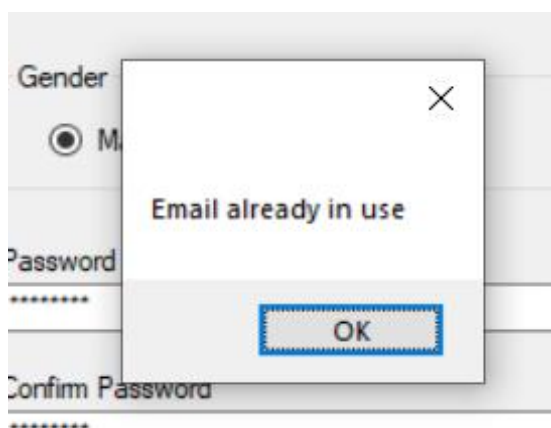 Gender
Email already in use
Password
********
OK
Confirm Password